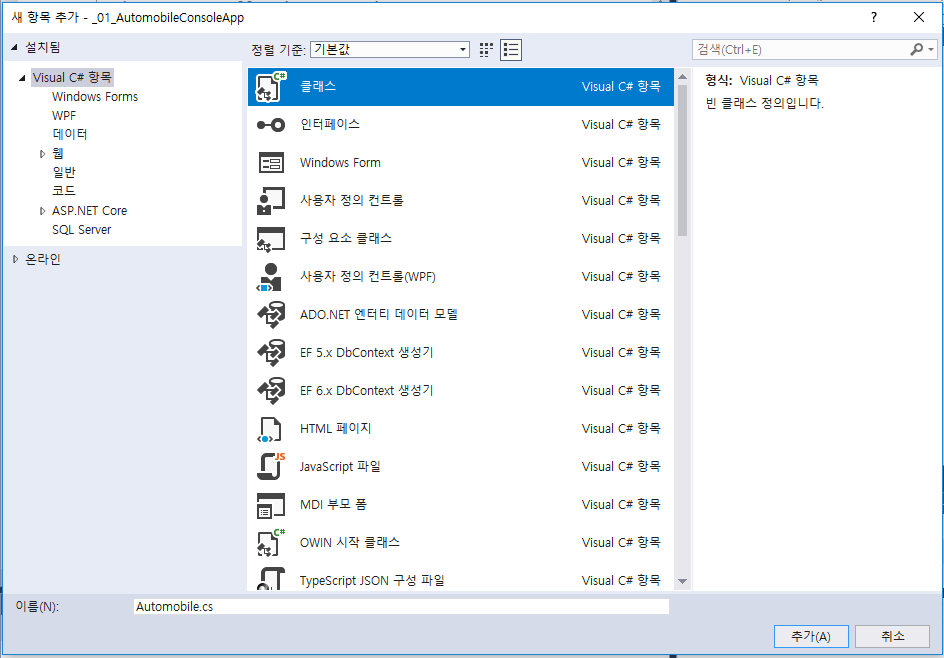 새 항목 추가 - _01_AutomobileConsoleApp
설치됨
정렬 기준: 기본값
검색(Ctrl+E)
Visual C# 항목
Windows Forms
WPF
데이터
웹
일반
코드
ASP.NET Core
SQL Server
온라인
C# 클래스 Visual C# 항목
인터페이스 Visual C# 항목
Windows Form Visual C# 항목
사용자 정의 컨트롤 Visual C# 항목
구성 요소 클래스 Visual C# 항목
사용자 정의 컨트롤(WPF) Visual C# 항목
ADO.NET 엔터티 데이터 모델 Visual C# 항목
EF 5.x DbContext 생성기 Visual C# 항목
EF 6.x DbContext 생성기 Visual C# 항목
HTML 페이지 Visual C# 항목
JS JavaScript 파일 Visual C# 항목
MDI 부모 폼 Visual C# 항목
C# OWIN 시작 클래스 Visual C# 항목
TypeScript JSON 구성 파일 Visual C# 항목
형식: Visual C# 항목
빈 클래스 정의입니다.
이름(N): Automobile.cs
추가(A) 취소